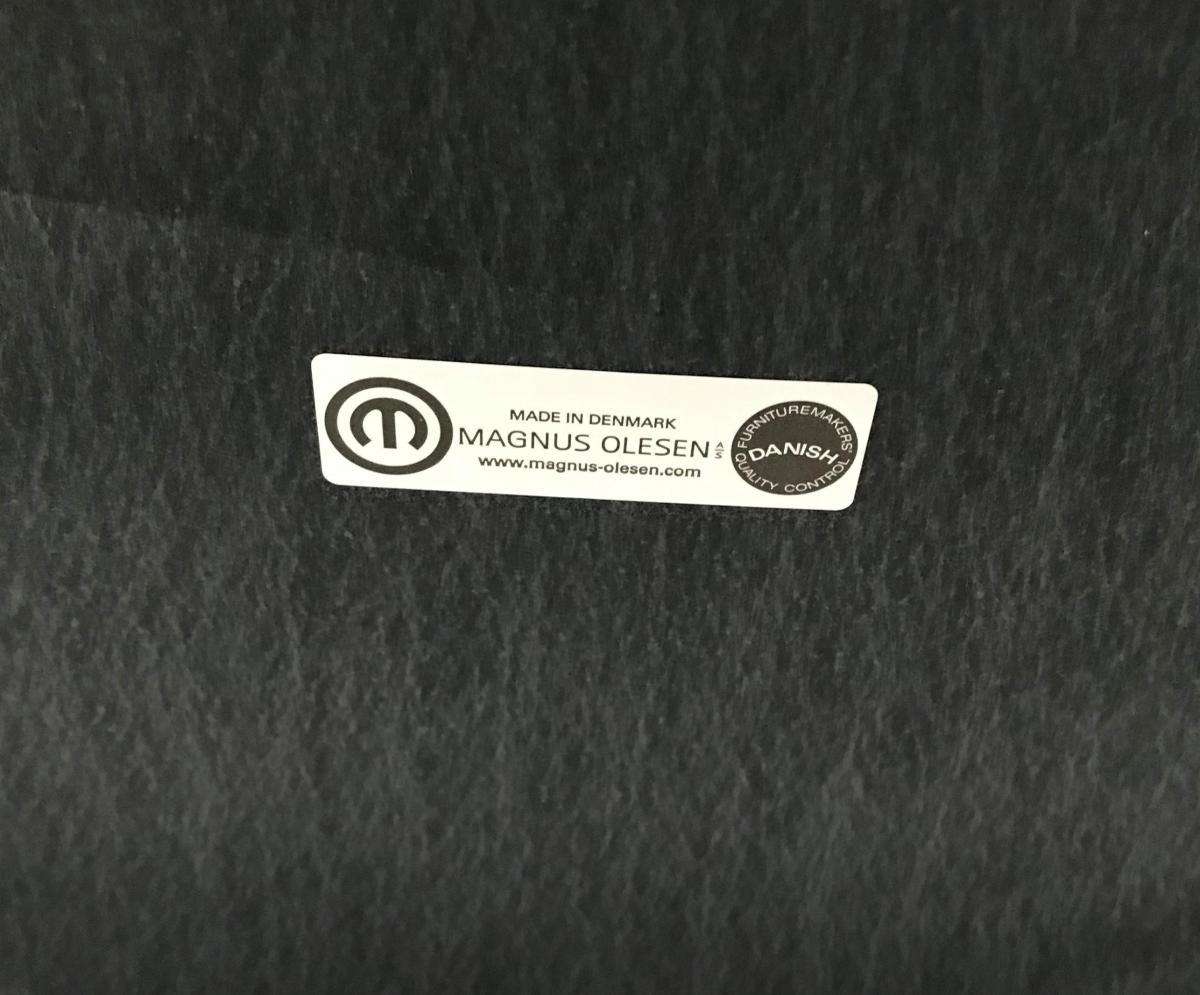 MADE IN DENMARK
MAGNUS OLESEN A/S
www.magnus-olesen.com
FURNITUREMAKERS'
DANISH
QUALITY CONTROL